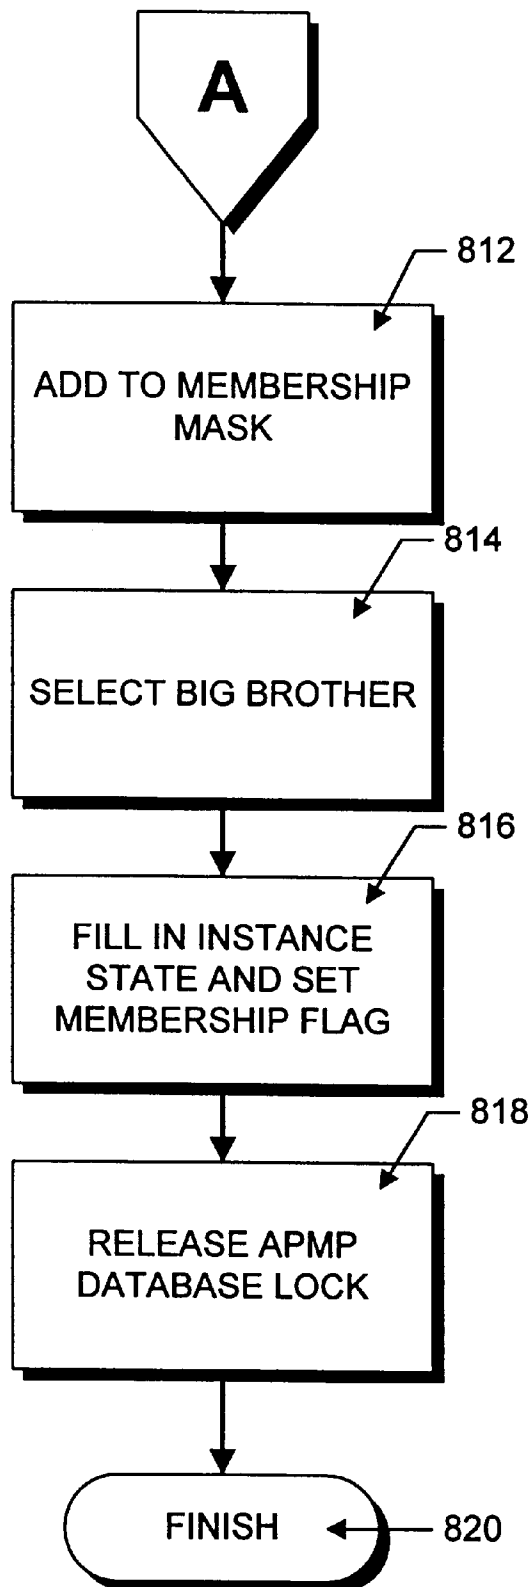 A
812
ADD TO MEMBERSHIP
MASK
814
SELECT BIG BROTHER
816
FILL IN INSTANCE
STATE AND SET
MEMBERSHIP FLAG
818
RELEASE APMP
DATABASE LOCK
FINISH
820